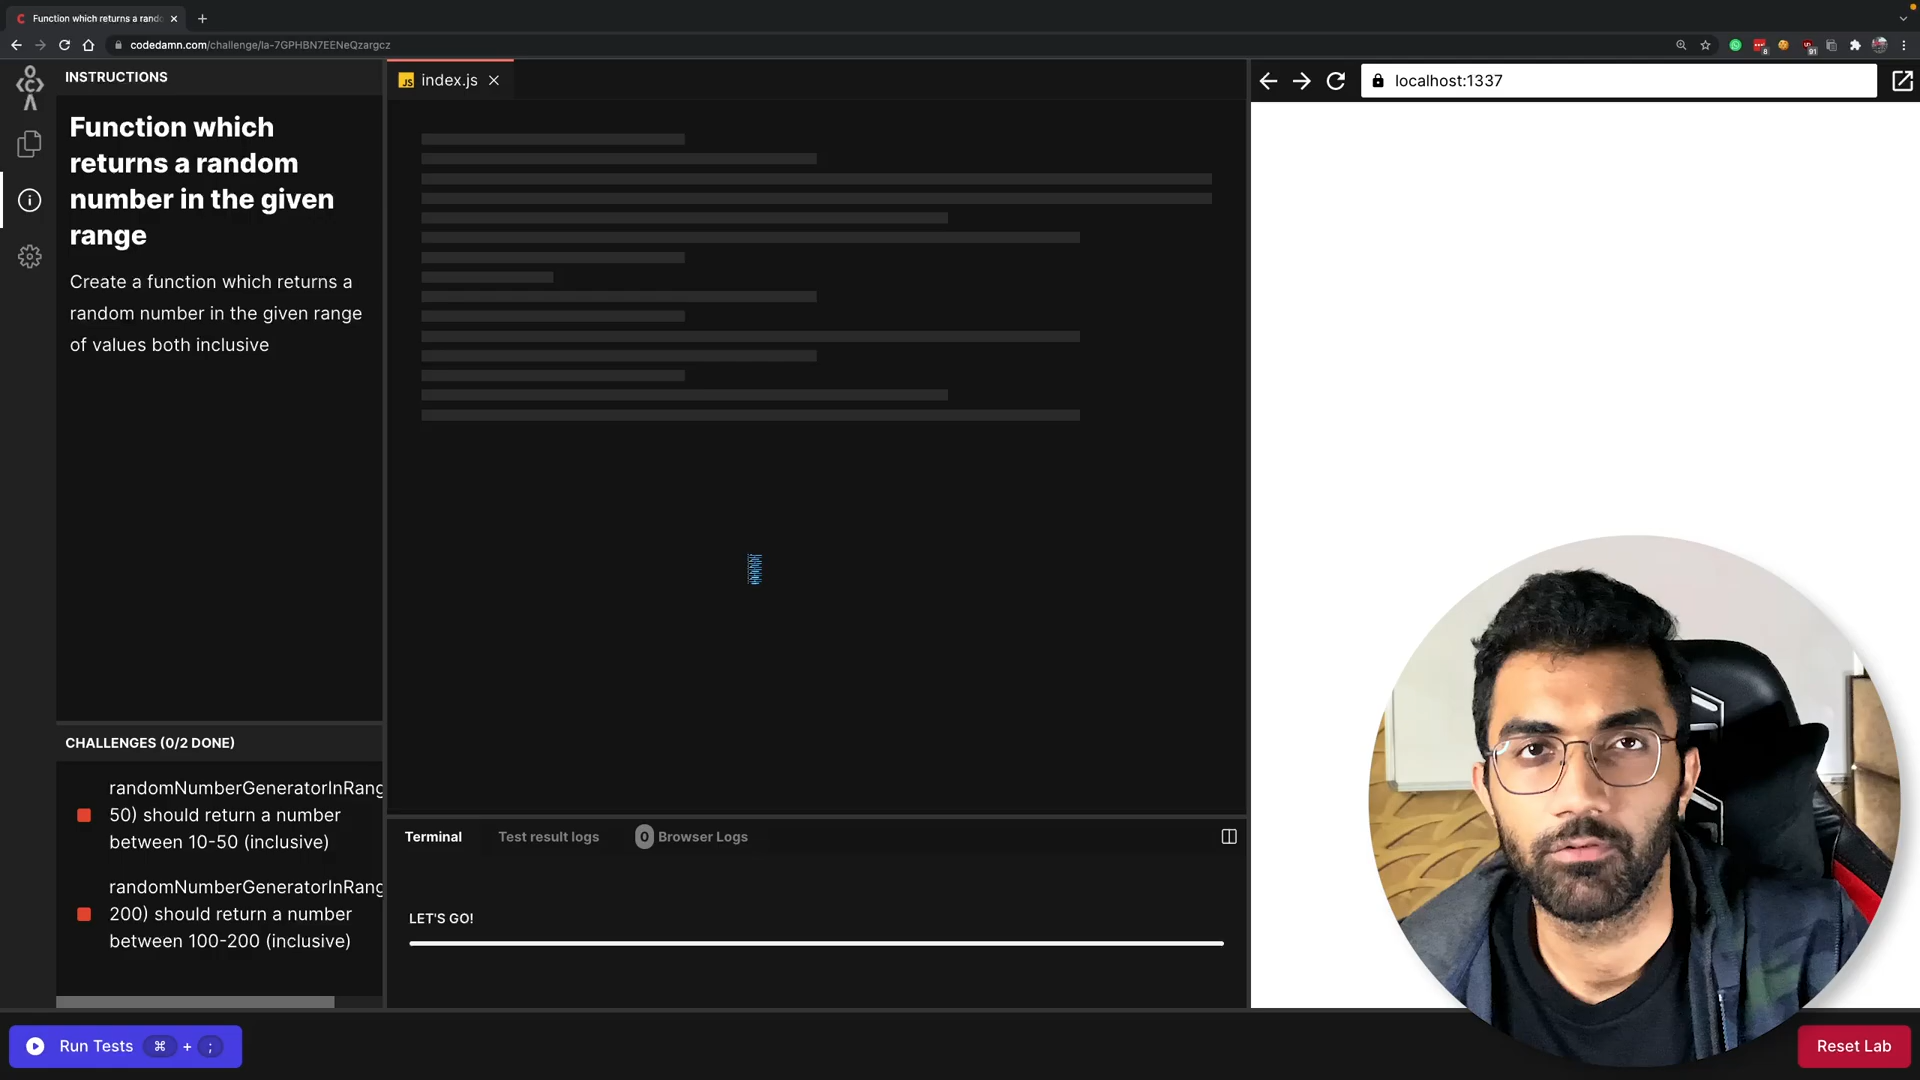 Function which returns a rand
codedamn.com/challenge/la-7GPHBN7EENeQzargcz
INSTRUCTIONS
Function which
returns a random
number in the given
range
Create a function which returns a
random number in the given range
of values both inclusive
CHALLENGES (0/2 DONE)
randomNumberGeneratorInRang
50) should return a number
between 10-50 (inclusive)
randomNumberGeneratorInRang
200) should return a number
between 100-200 (inclusive)
Run Tests ⌘ + ;
JS index.js
Terminal
Test result logs
0 Browser Logs
LET'S GO!
localhost:1337
Reset Lab